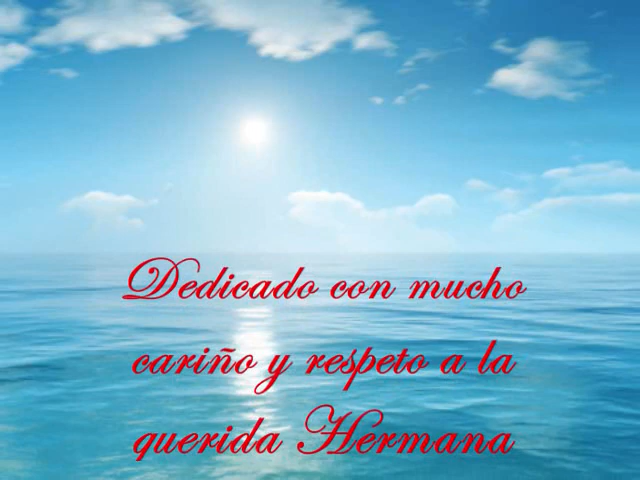 Dedicado con mucho
cariño y respeto a la
querida Hermana